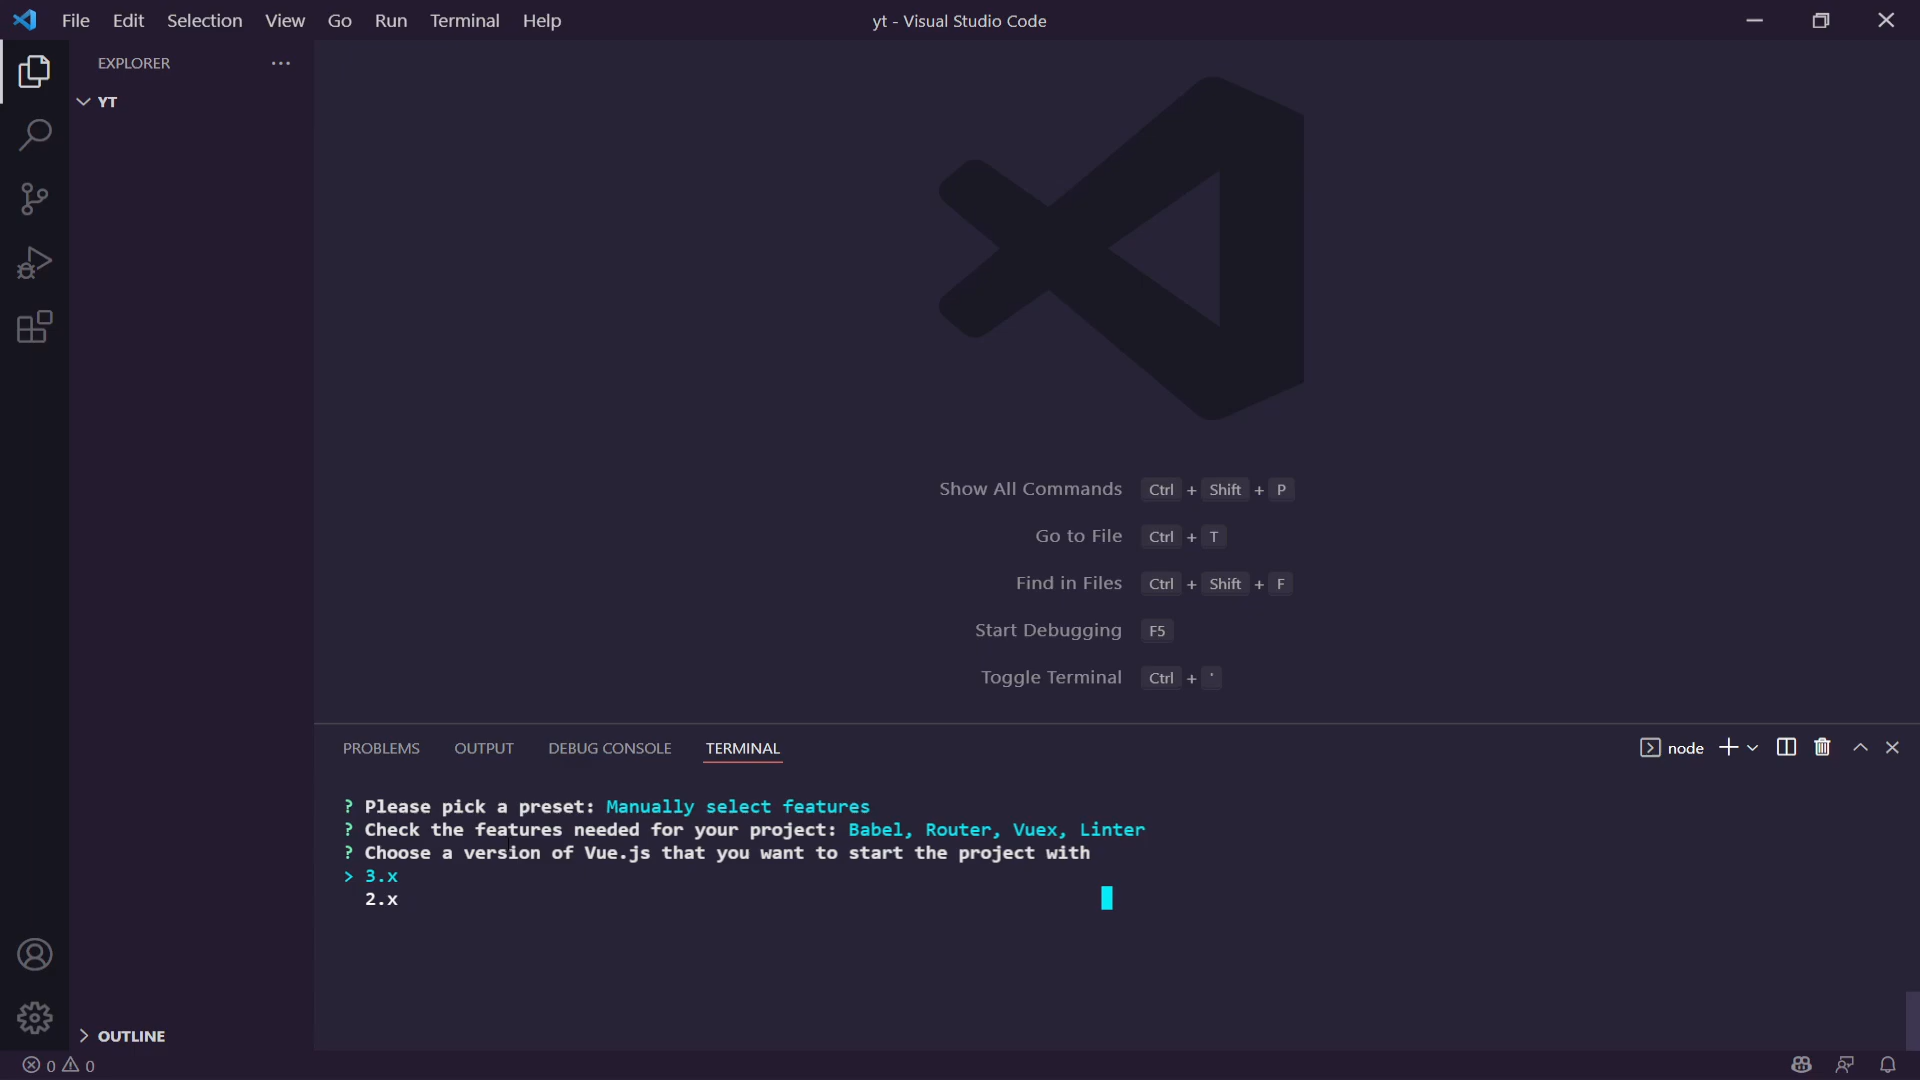 File Edit Selection View Go Run Terminal Help
yt - Visual Studio Code
EXPLORER
YT
Show All Commands Ctrl + Shift + P
Go to File Ctrl + T
Find in Files Ctrl + Shift + F
Start Debugging F5
Toggle Terminal Ctrl + '
PROBLEMS OUTPUT DEBUG CONSOLE TERMINAL
node
? Please pick a preset: Manually select features
? Check the features needed for your project: Babel, Router, Vuex, Linter
? Choose a version of Vue.js that you want to start the project with
> 3.x
2.x
OUTLINE
0 0